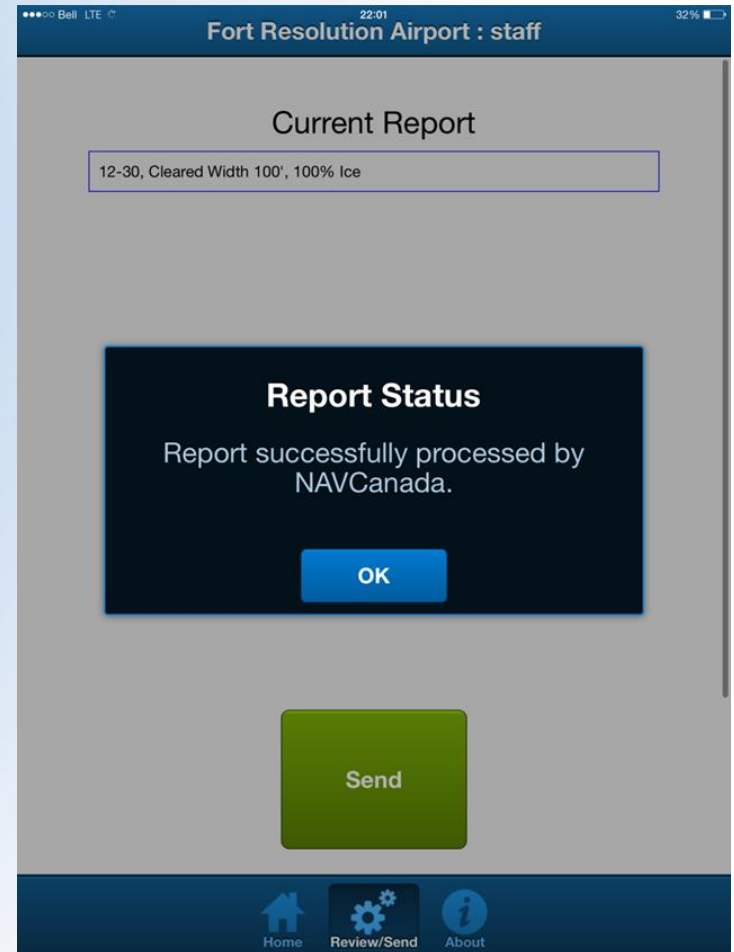 Bell LTE 22:01 32%
Fort Resolution Airport : staff
Current Report
12-30, Cleared Width 100', 100% Ice
Report Status
Report successfully processed by
NAVCanada.
OK
Send
Home Review/Send About